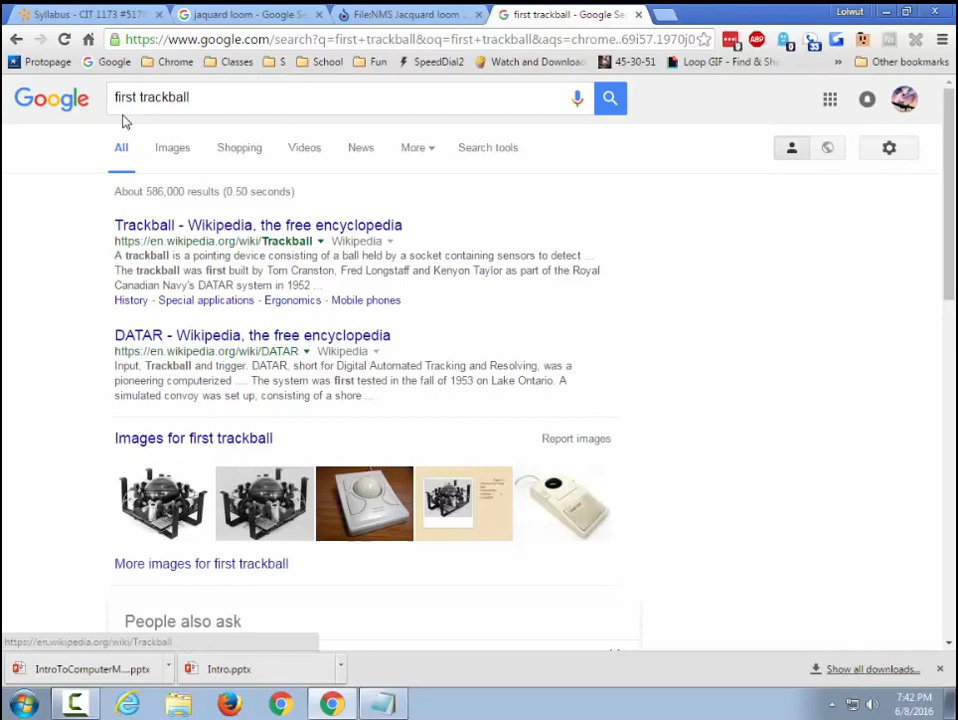 Syllabus - CIT 1173 #5178
jaquard loom - Google Se
File:NMS Jacquard loom
first trackball - Google Se
Lolwut
https://www.google.com/search?q=first+trackball&oq=first+trackball&aqs=chrome..69i57.1970j0
9
ABP
0
33
Protopage
Google
Chrome
Classes
S
School
Fun
SpeedDial2
Watch and Download
45-30-51
Loop GIF - Find & Sh
»
Other bookmarks
Google
first trackball
All
Images
Shopping
Videos
News
More
Search tools
About 586,000 results (0.50 seconds)
Trackball - Wikipedia, the free encyclopedia
https://en.wikipedia.org/wiki/Trackball Wikipedia
A trackball is a pointing device consisting of a ball held by a socket containing sensors to detect ...
The trackball was first built by Tom Cranston, Fred Longstaff and Kenyon Taylor as part of the Royal
Canadian Navy's DATAR system in 1952 ...
History - Special applications - Ergonomics - Mobile phones
DATAR - Wikipedia, the free encyclopedia
https://en.wikipedia.org/wiki/DATAR Wikipedia
Input, Trackball and trigger. DATAR, short for Digital Automated Tracking and Resolving, was a
pioneering computerized .... The system was first tested in the fall of 1953 on Lake Ontario. A
simulated convoy was set up, consisting of a shore ...
Images for first trackball
Report images
More images for first trackball
People also ask
https://en.wikipedia.org/wiki/Trackball
IntroToComputerM....pptx
Intro.pptx
Show all downloads...
7:42 PM
6/8/2016